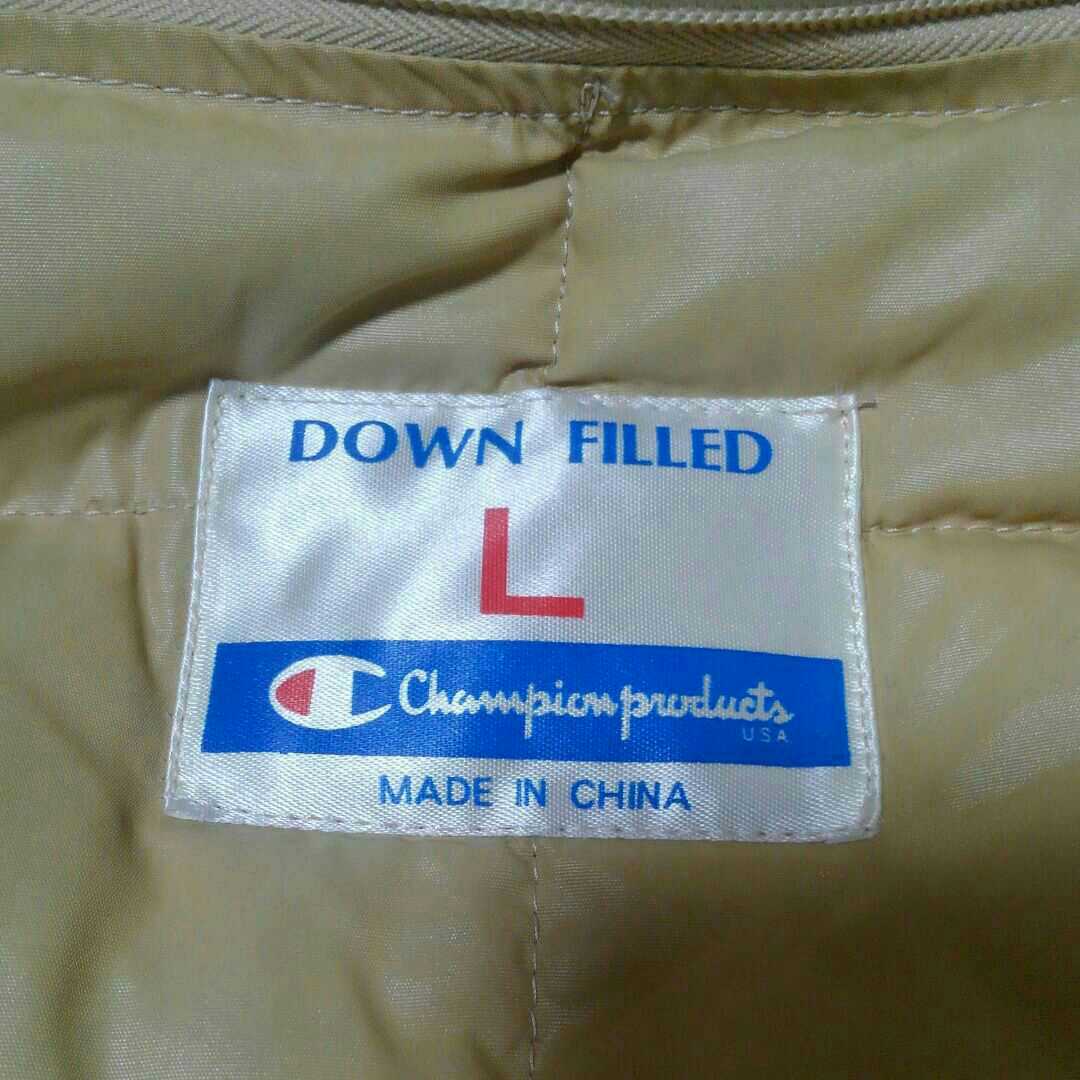 DOWN FILLED
L
Champion products
USA
MADE IN CHINA